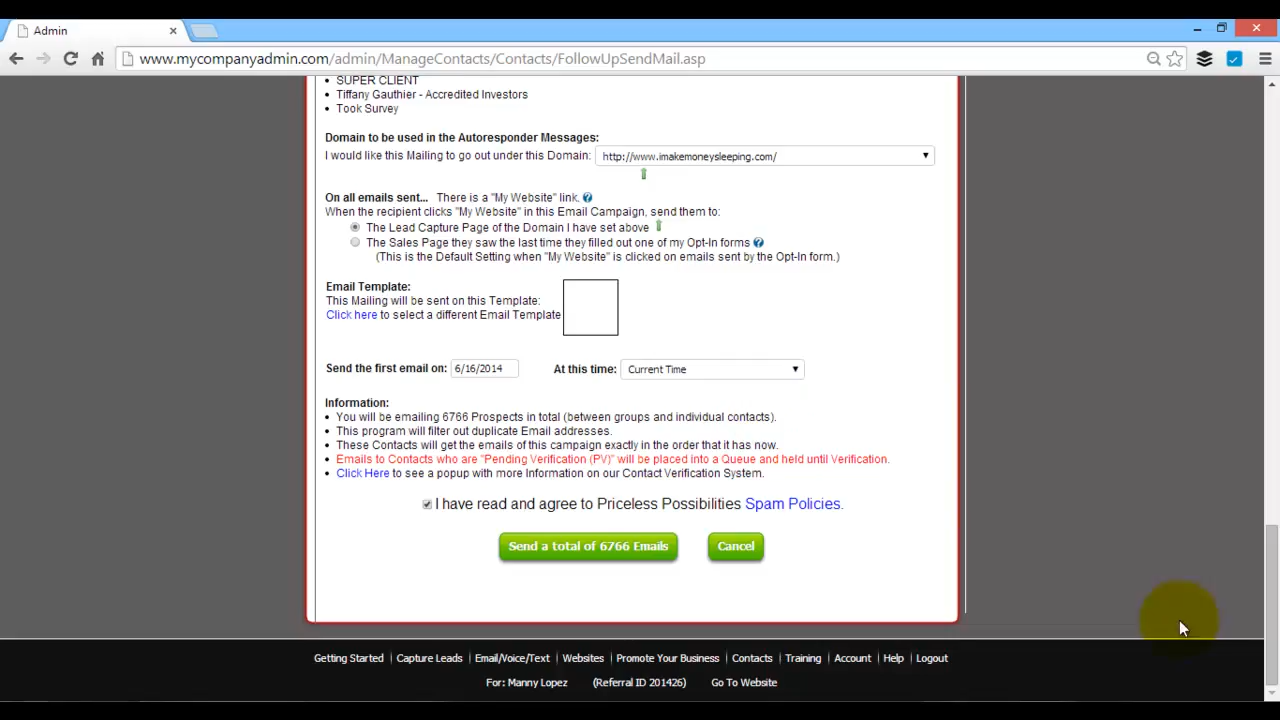 Admin
www.mycompanyadmin.com/admin/ManageContacts/Contacts/FollowUpSendMail.asp
SUPER CLIENT
Tiffany Gauthier - Accredited Investors
Took Survey
Domain to be used in the Autoresponder Messages:
I would like this Mailing to go out under this Domain: http://www.imakemoneysleeping.com/
On all emails sent... There is a "My Website" link.
When the recipient clicks "My Website" in this Email Campaign, send them to:
The Lead Capture Page of the Domain I have set above
The Sales Page they saw the last time they filled out one of my Opt-In forms
(This is the Default Setting when "My Website" is clicked on emails sent by the Opt-In form.)
Email Template:
This Mailing will be sent on this Template:
Click here to select a different Email Template
Send the first email on: 6/16/2014 At this time: Current Time
Information:
You will be emailing 6766 Prospects in total (between groups and individual contacts).
This program will filter out duplicate Email addresses.
These Contacts will get the emails of this campaign exactly in the order that it has now.
Emails to Contacts who are "Pending Verification (PV)" will be placed into a Queue and held until Verification.
Click Here to see a popup with more Information on our Contact Verification System.
I have read and agree to Priceless Possibilities Spam Policies.
Send a total of 6766 Emails Cancel
Getting Started | Capture Leads | Email/Voice/Text | Websites | Promote Your Business | Contacts | Training | Account | Help | Logout
For: Manny Lopez (Referral ID 201426) Go To Website